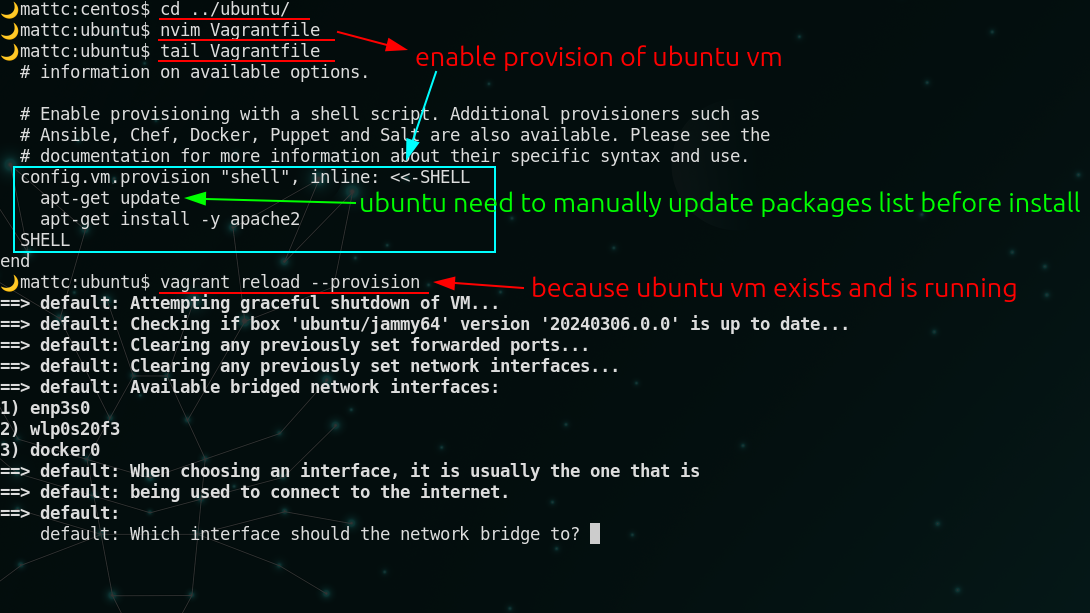 🌙mattc:centos$ cd ../ubuntu/
🌙mattc:ubuntu$ nvim Vagrantfile
🌙mattc:ubuntu$ tail Vagrantfile
enable provision of ubuntu vm
  # information on available options.

  # Enable provisioning with a shell script. Additional provisioners such as
  # Ansible, Chef, Docker, Puppet and Salt are also available. Please see the
  # documentation for more information about their specific syntax and use.
  config.vm.provision "shell", inline: <<-SHELL
    apt-get update
ubuntu need to manually update packages list before install
    apt-get install -y apache2
  SHELL
end
🌙mattc:ubuntu$ vagrant reload --provision
because ubuntu vm exists and is running
==> default: Attempting graceful shutdown of VM...
==> default: Checking if box 'ubuntu/jammy64' version '20240306.0.0' is up to date...
==> default: Clearing any previously set forwarded ports...
==> default: Clearing any previously set network interfaces...
==> default: Available bridged network interfaces:
1) enp3s0
2) wlp0s20f3
3) docker0
==> default: When choosing an interface, it is usually the one that is
==> default: being used to connect to the internet.
==> default:
    default: Which interface should the network bridge to?